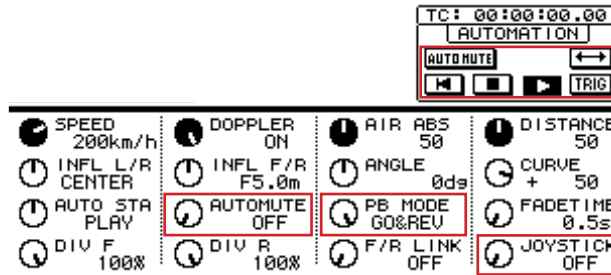 TC: 00:00:00.00
AUTOMATION
AUTOMUTE
TRIG
SPEED 200km/h
DOPPLER ON
AIR ABS 50
DISTANCE 50
INFL L/R CENTER
INFL F/R F5.0m
ANGLE 0dg
CURVE + 50
AUTO STA PLAY
AUTOMUTE OFF
PB MODE GO&REV
FADETIME 0.5s
DIV F 100%
DIV R 100%
F/R LINK OFF
JOYSTICK OFF